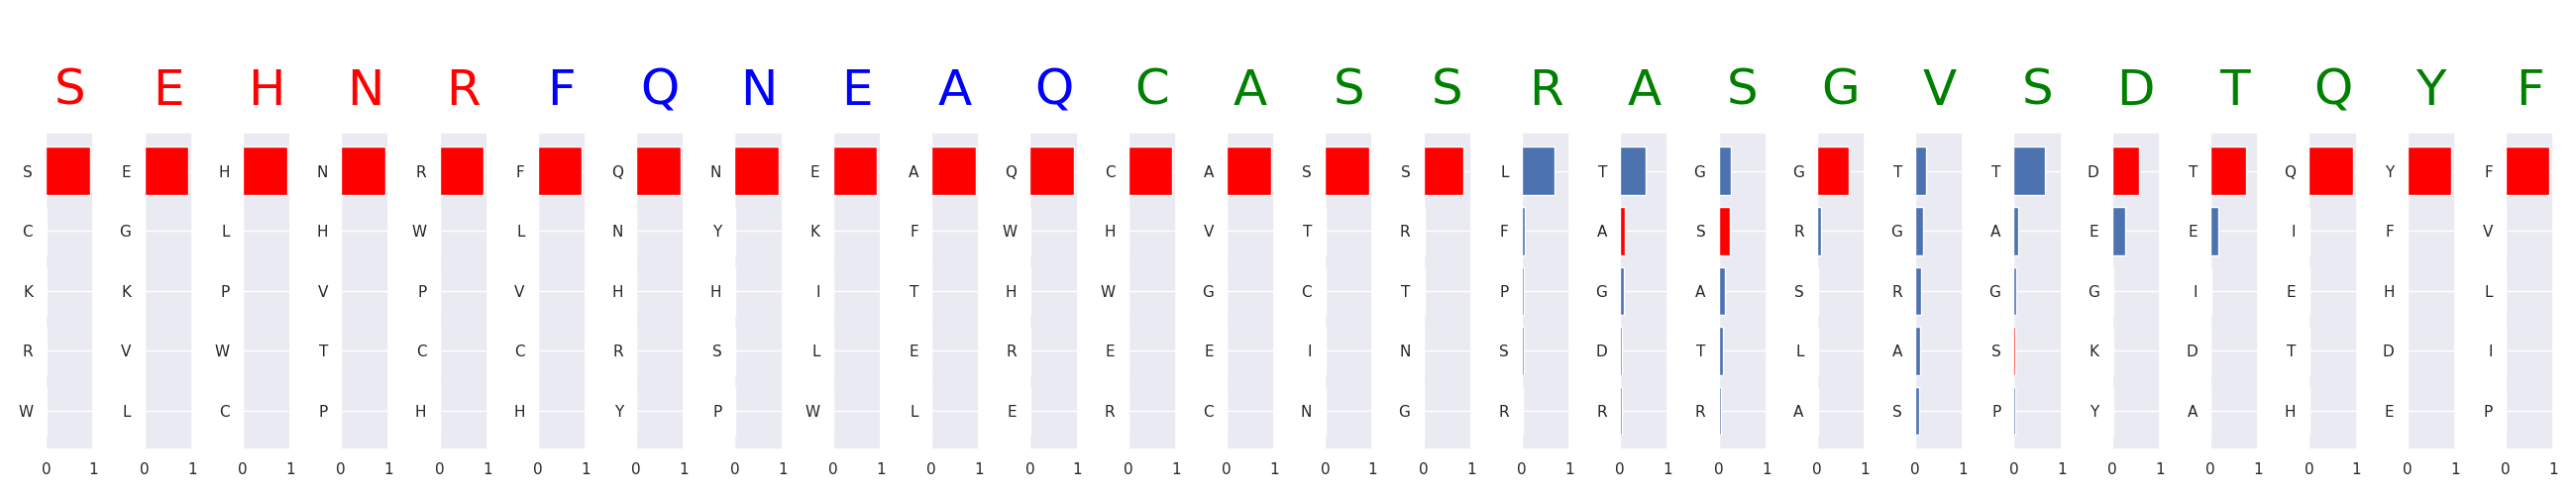 S E H N R F Q N E A Q C A S S R A S G V S D T Q Y F
S E H N R F Q N E A Q C A S S L T G G T T D T Q Y F
C G L H W L N Y K F W H V T R F A S R G A E E I F V
K K P V P V H H I T H W G C T P G A S R G G I E H L
R V W T C C R S L E R E E I N S D T L A S K D T D I
W L C P H H Y P W L E R C N G R R R A S P Y A H E P
0 1 0 1 0 1 0 1 0 1 0 1 0 1 0 1 0 1 0 1 0 1 0 1 0 1 0 1 0 1 0 1 0 1 0 1 0 1 0 1 0 1 0 1 0 1 0 1 0 1 0 1